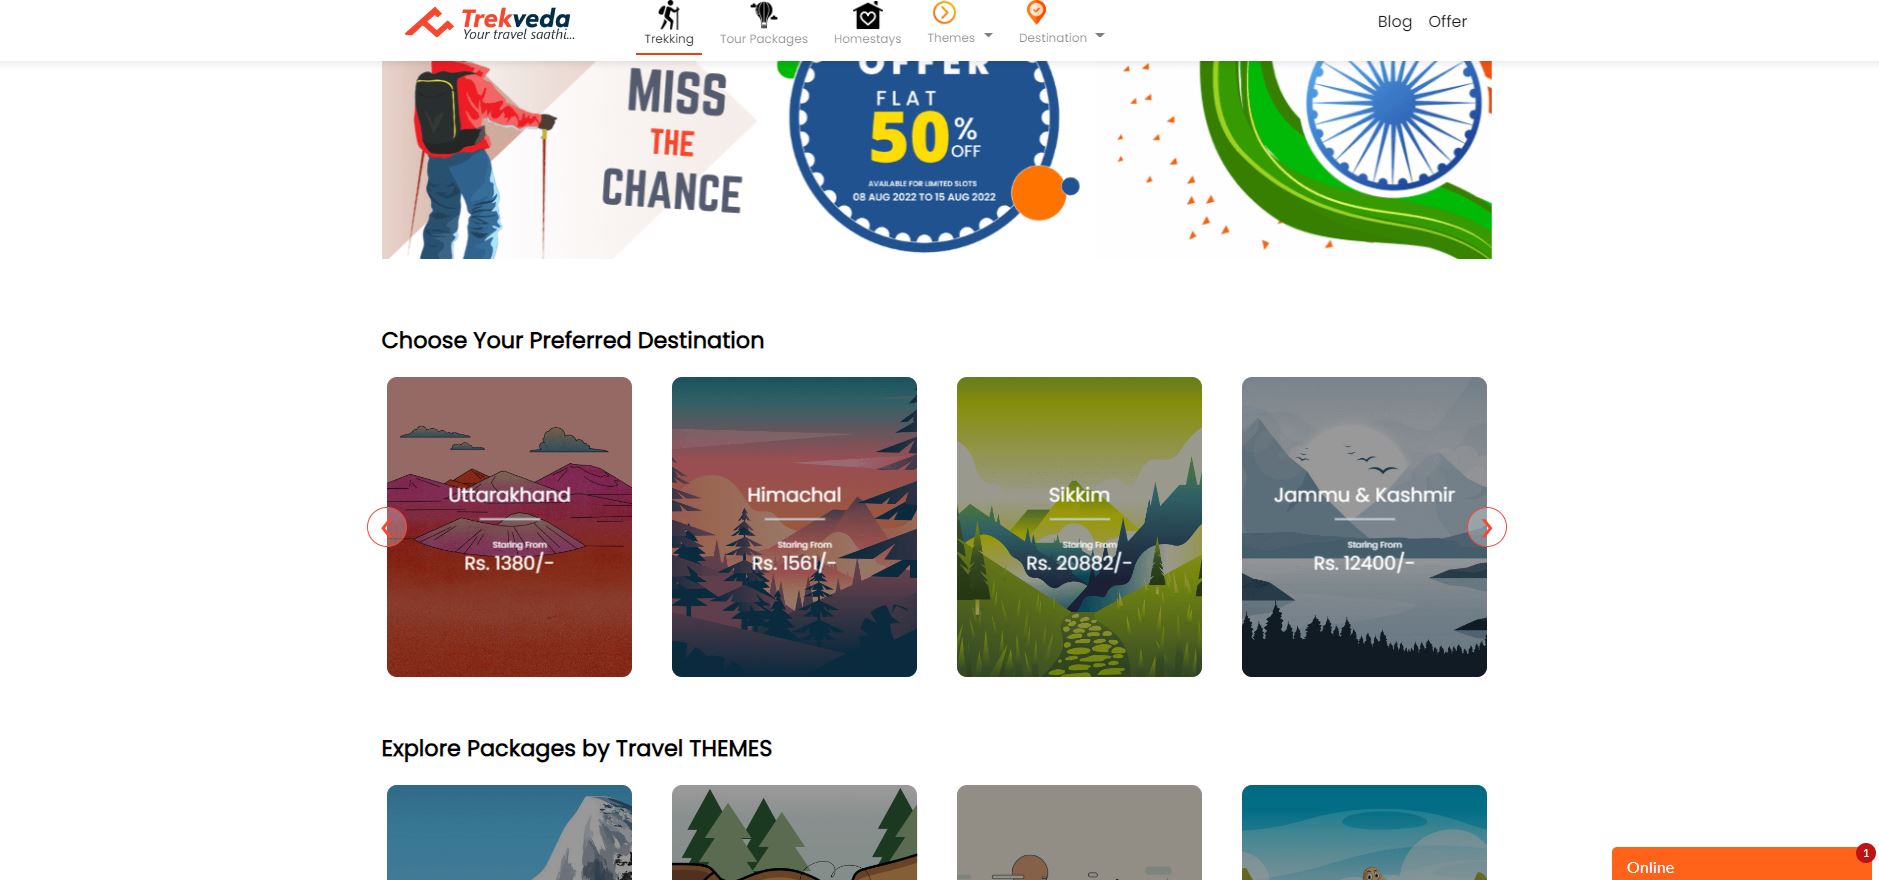 Trekveda
Your travel saathi...
Trekking
Tour Packages
Homestays
Themes
Destination
Blog
Offer
MISS
THE
CHANCE
OFFER
FLAT
50%
OFF
AVAILABLE FOR LIMITED SLOTS
08 AUG 2022 TO 15 AUG 2022
Choose Your Preferred Destination
Uttarakhand
Staring From
Rs. 1380/-
Himachal
Staring From
Rs. 1561/-
Sikkim
Staring From
Rs. 20882/-
Jammu & Kashmir
Staring From
Rs. 12400/-
Explore Packages by Travel THEMES
Online
1